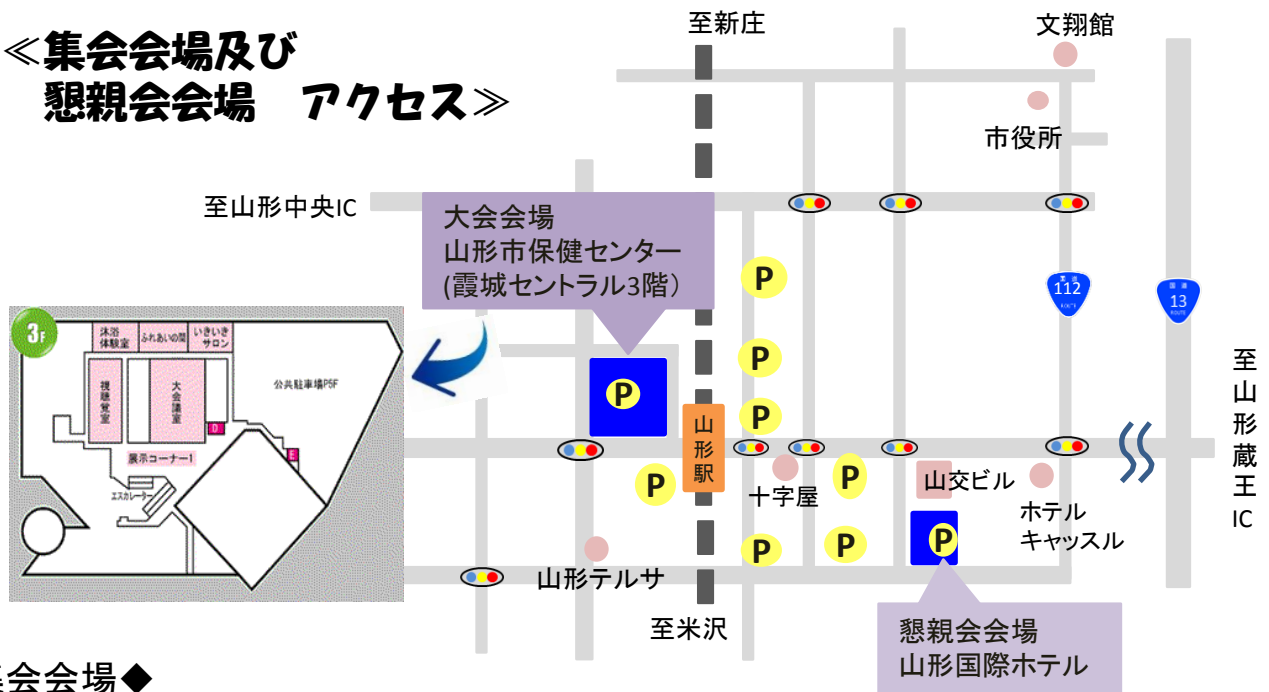 ≪集会会場及び
懇親会会場　アクセス≫
至新庄
文翔館
市役所
至山形中央IC
大会会場
山形市保健センター
(霞城セントラル3階）
P
国道
112
ROUTE
国道
13
ROUTE
3F
沐浴
体験室
ふれあいの間
いきいき
サロン
視聴覚室
大会議室
公共駐車場P5F
D
E
展示コーナー1
エスカレーター
P
P
P
山形駅
至山形蔵王IC
P
十字屋
P
山交ビル
ホテル
キャッスル
P
P
P
山形テルサ
至米沢
懇親会会場
山形国際ホテル
集会会場◆